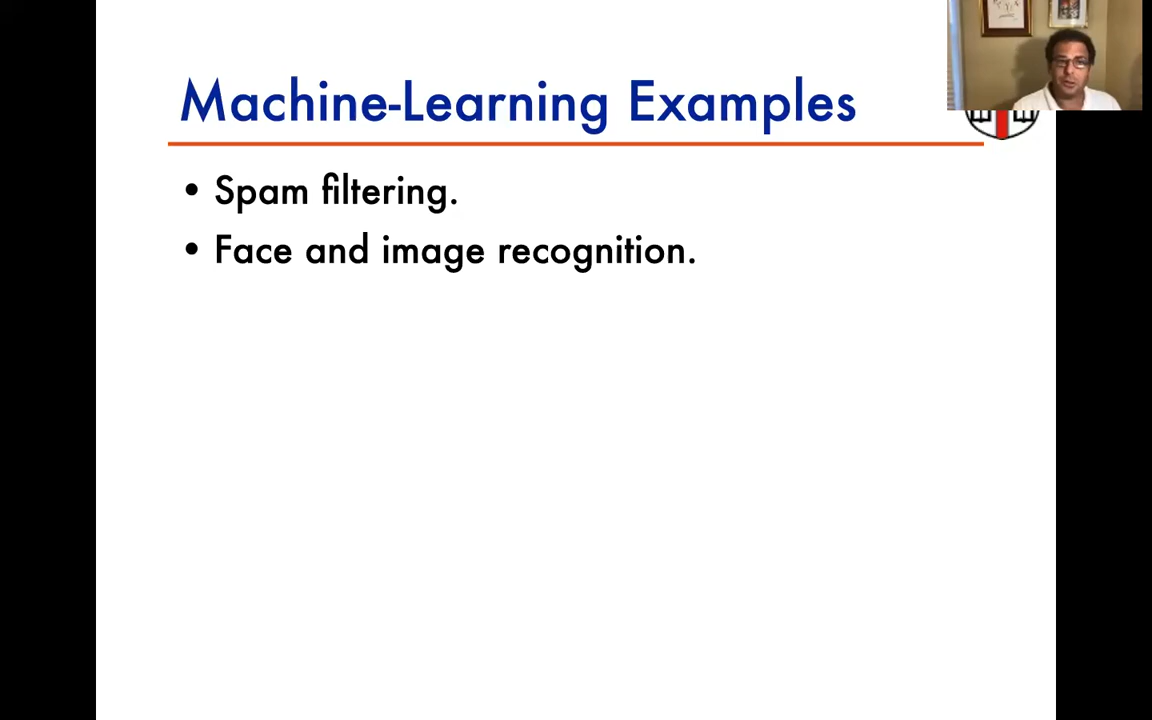 Machine-Learning Examples
• Spam filtering.
• Face and image recognition.